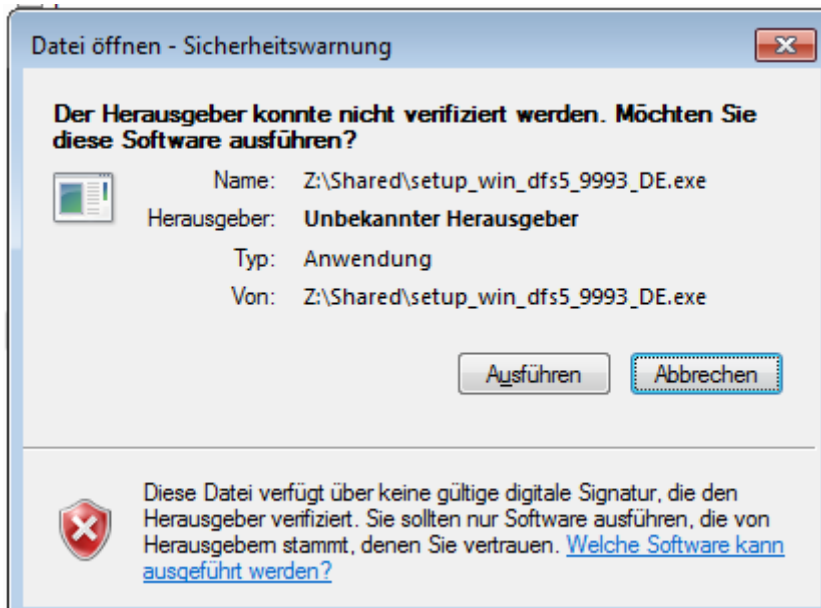 Datei öffnen - Sicherheitswarnung
Der Herausgeber konnte nicht verifiziert werden. Möchten Sie
diese Software ausführen?
Name: Z:\Shared\setup_win_dfs5_9993_DE.exe
Herausgeber: Unbekannter Herausgeber
Typ: Anwendung
Von: Z:\Shared\setup_win_dfs5_9993_DE.exe
Ausführen Abbrechen
Diese Datei verfügt über keine gültige digitale Signatur, die den
Herausgeber verifiziert. Sie sollten nur Software ausführen, die von
Herausgebern stammt, denen Sie vertrauen. Welche Software kann
ausgeführt werden?